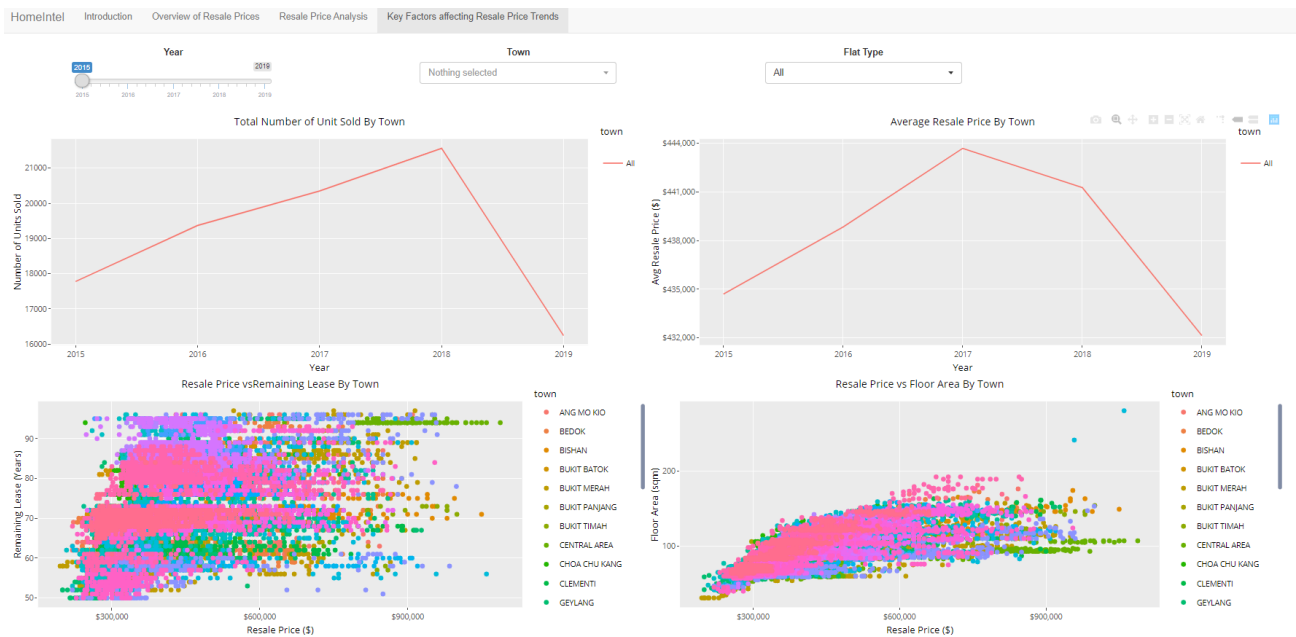 HomeIntel Introduction Overview of Resale Prices Resale Price Analysis Key Factors affecting Resale Price Trends
Year Town Flat Type
2015 2019
Nothing selected
All
2015 2016 2017 2018 2019
Total Number of Unit Sold By Town
Number of Units Sold
21000
20000
19000
18000
17000
16000
2015 2016 2017 2018 2019
Year
town
All
Average Resale Price By Town
Avg Resale Price ($)
$444,000
$441,000
$438,000
$435,000
$432,000
2015 2016 2017 2018 2019
Year
town
All
Resale Price vsRemaining Lease By Town
Remaining Lease (Years)
90
80
70
60
50
$300,000 $600,000 $900,000
Resale Price ($)
town
ANG MO KIO
BEDOK
BISHAN
BUKIT BATOK
BUKIT MERAH
BUKIT PANJANG
BUKIT TIMAH
CENTRAL AREA
CHOA CHU KANG
CLEMENTI
GEYLANG
Resale Price vs Floor Area By Town
Floor Area (sqm)
200
100
$300,000 $600,000 $900,000
Resale Price ($)
town
ANG MO KIO
BEDOK
BISHAN
BUKIT BATOK
BUKIT MERAH
BUKIT PANJANG
BUKIT TIMAH
CENTRAL AREA
CHOA CHU KANG
CLEMENTI
GEYLANG